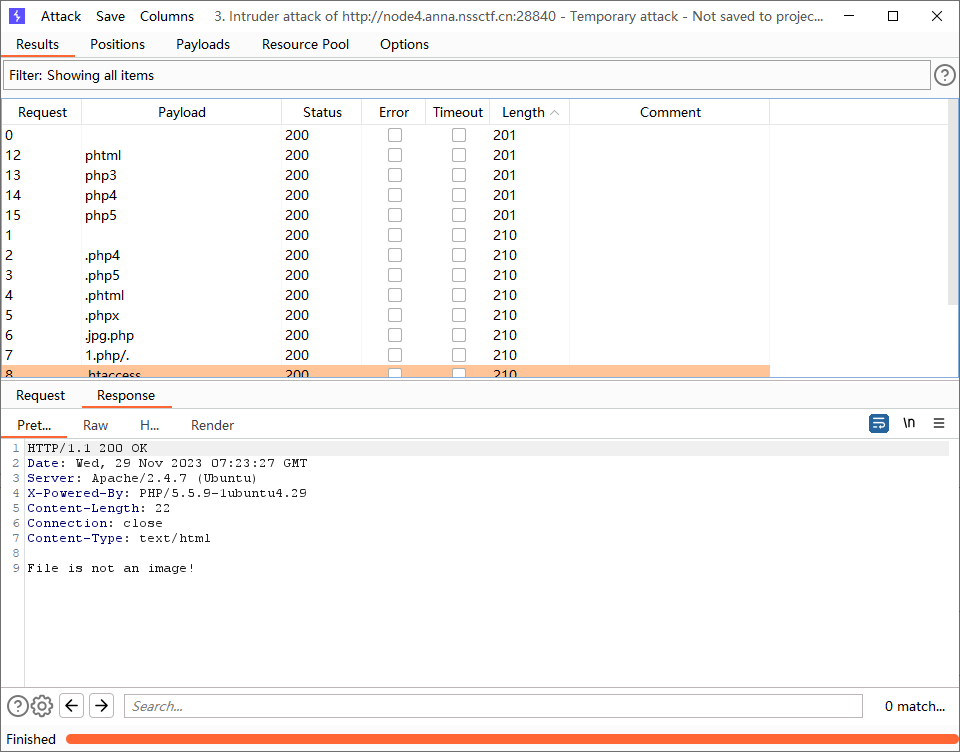 Attack Save Columns 3. Intruder attack of http://node4.anna.nssctf.cn:28840 - Temporary attack - Not saved to projec...
Results Positions Payloads Resource Pool Options
Filter: Showing all items
Request Payload Status Error Timeout Length Comment
0 200 201
12 phtml 200 201
13 php3 200 201
14 php4 200 201
15 php5 200 201
1 200 210
2 .php4 200 210
3 .php5 200 210
4 .phtml 200 210
5 .phpx 200 210
6 .jpg.php 200 210
7 1.php/. 200 210
8 .htaccess 200 210
Request Response
Pret... Raw H... Render \n
1 HTTP/1.1 200 OK
2 Date: Wed, 29 Nov 2023 07:23:27 GMT
3 Server: Apache/2.4.7 (Ubuntu)
4 X-Powered-By: PHP/5.5.9-1ubuntu4.29
5 Content-Length: 22
6 Connection: close
7 Content-Type: text/html
8
9 File is not an image!
Search... 0 match...
Finished